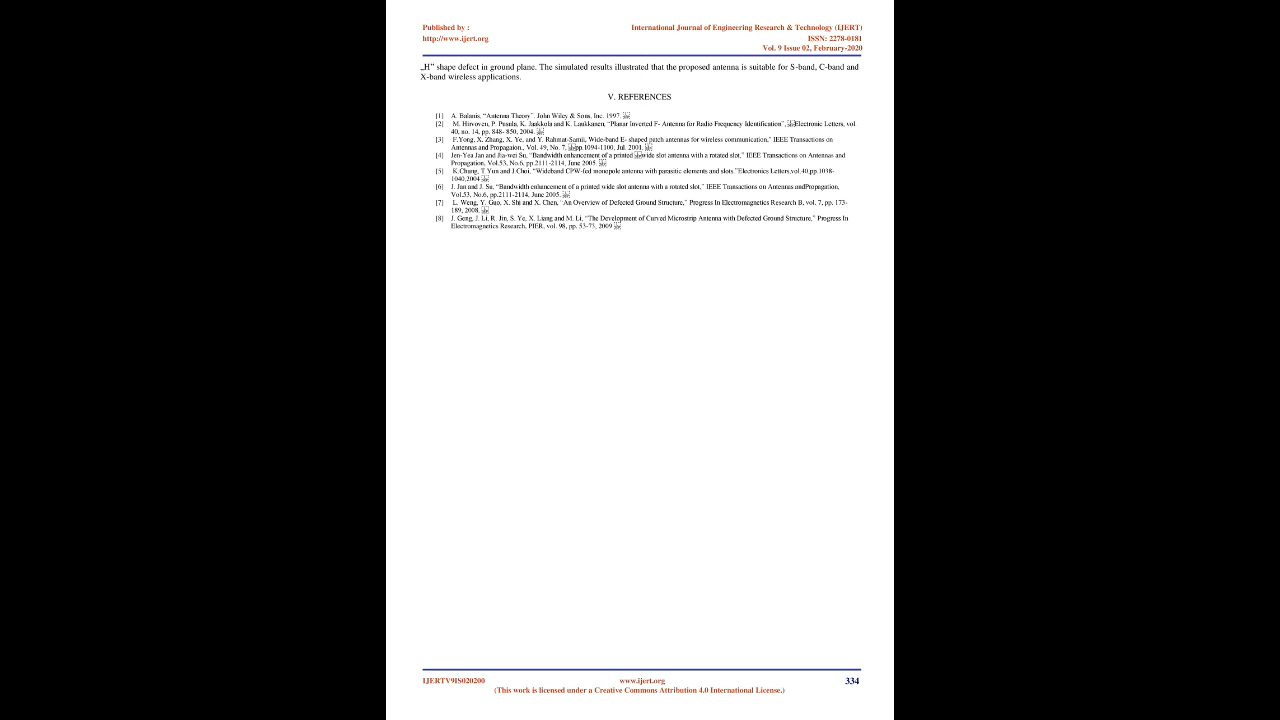 Published by :
International Journal of Engineering Research & Technology (IJERT)
http://www.ijert.org
ISSN: 2278-0181
Vol. 9 Issue 02, February-2020
„H” shape defect in ground plane. The simulated results illustrated that the proposed antenna is suitable for S-band, C-band and
X-band wireless applications.
V. REFERENCES
[1] A. Balanis, “Antenna Theory”. John Wiley & Sons, Inc. 1997.
[2] M. Hirvoven, P. Pusula, K. Jaakkola and K. Laukkanen, “Planar Inverted F- Antenna for Radio Frequency Identification”, Electronic Letters, vol
40, no. 14, pp. 848- 850, 2004.
[3] F.Yong, X. Zhang, X. Ye, and Y. Rahmat-Samii, Wide-band E- shaped patch antennas for wireless communication,” IEEE Transactions on
Antennas and Propagaion., Vol. 49, No. 7, pp.1094-1100, Jul. 2001.
[4] Jen-Yea Jan and Jia-wei Su, “Bandwidth enhancement of a printed wide slot antenna with a rotated slot,” IEEE Transactions on Antennas and
Propagation, Vol.53, No.6, pp.2111-2114, June 2005.
[5] K.Chung, T.Yun and J.Choi, “Wideband CPW-fed monopole antenna with parasitic elements and slots,”Electronics Letters,vol.40,pp.1038-
1040,2004
[6] J. Jan and J. Su, “Bandwidth enhancement of a printed wide slot antenna with a rotated slot,” IEEE Transactions on Antennas andPropagation,
Vol.53, No.6, pp.2111-2114, June 2005.
[7] L. Weng, Y. Guo, X. Shi and X. Chen, “An Overview of Defected Ground Structure,” Progress In Electromagnetics Research B, vol. 7, pp. 173-
189, 2008.
[8] J. Geng, J. Li, R. Jin, S. Ye, X. Liang and M. Li, “The Development of Curved Microstrip Antenna with Defected Ground Structure,” Progress In
Electromagnetics Research, PIER, vol. 98, pp. 53-73, 2009
IJERTV9IS020200
www.ijert.org
334
(This work is licensed under a Creative Commons Attribution 4.0 International License.)